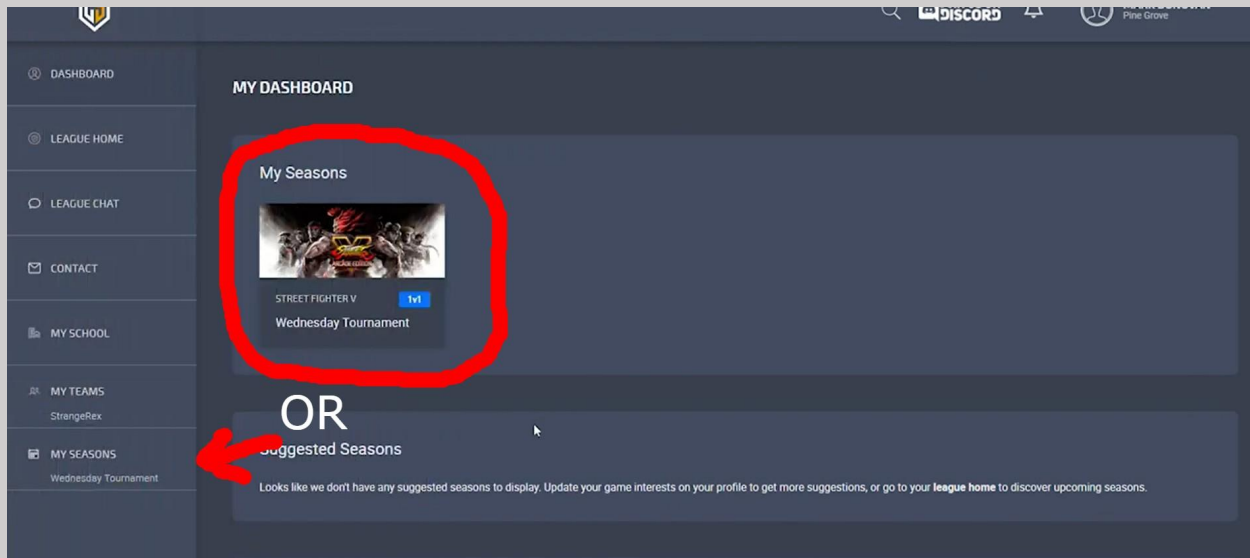 DISCORD
Pine Grove
DASHBOARD
LEAGUE HOME
LEAGUE CHAT
CONTACT
MY SCHOOL
MY TEAMS
StrangeRex
MY SEASONS
Wednesday Tournament
MY DASHBOARD
My Seasons
STREET FIGHTER V
1v1
Wednesday Tournament
OR
Suggested Seasons
Looks like we don't have any suggested seasons to display. Update your game interests on your profile to get more suggestions, or go to your league home to discover upcoming seasons.